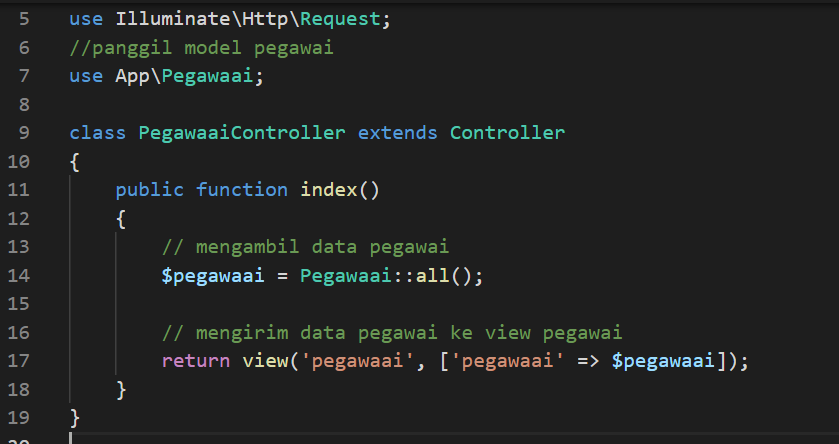 5 use Illuminate\Http\Request;
6 //panggil model pegawai
7 use App\Pegawaai;
8
9 class PegawaaiController extends Controller
10 {
11 public function index()
12 {
13 // mengambil data pegawai
14 $pegawaai = Pegawaai::all();
15
16 // mengirim data pegawai ke view pegawai
17 return view('pegawaai', ['pegawaai' => $pegawaai]);
18 }
19 }
20